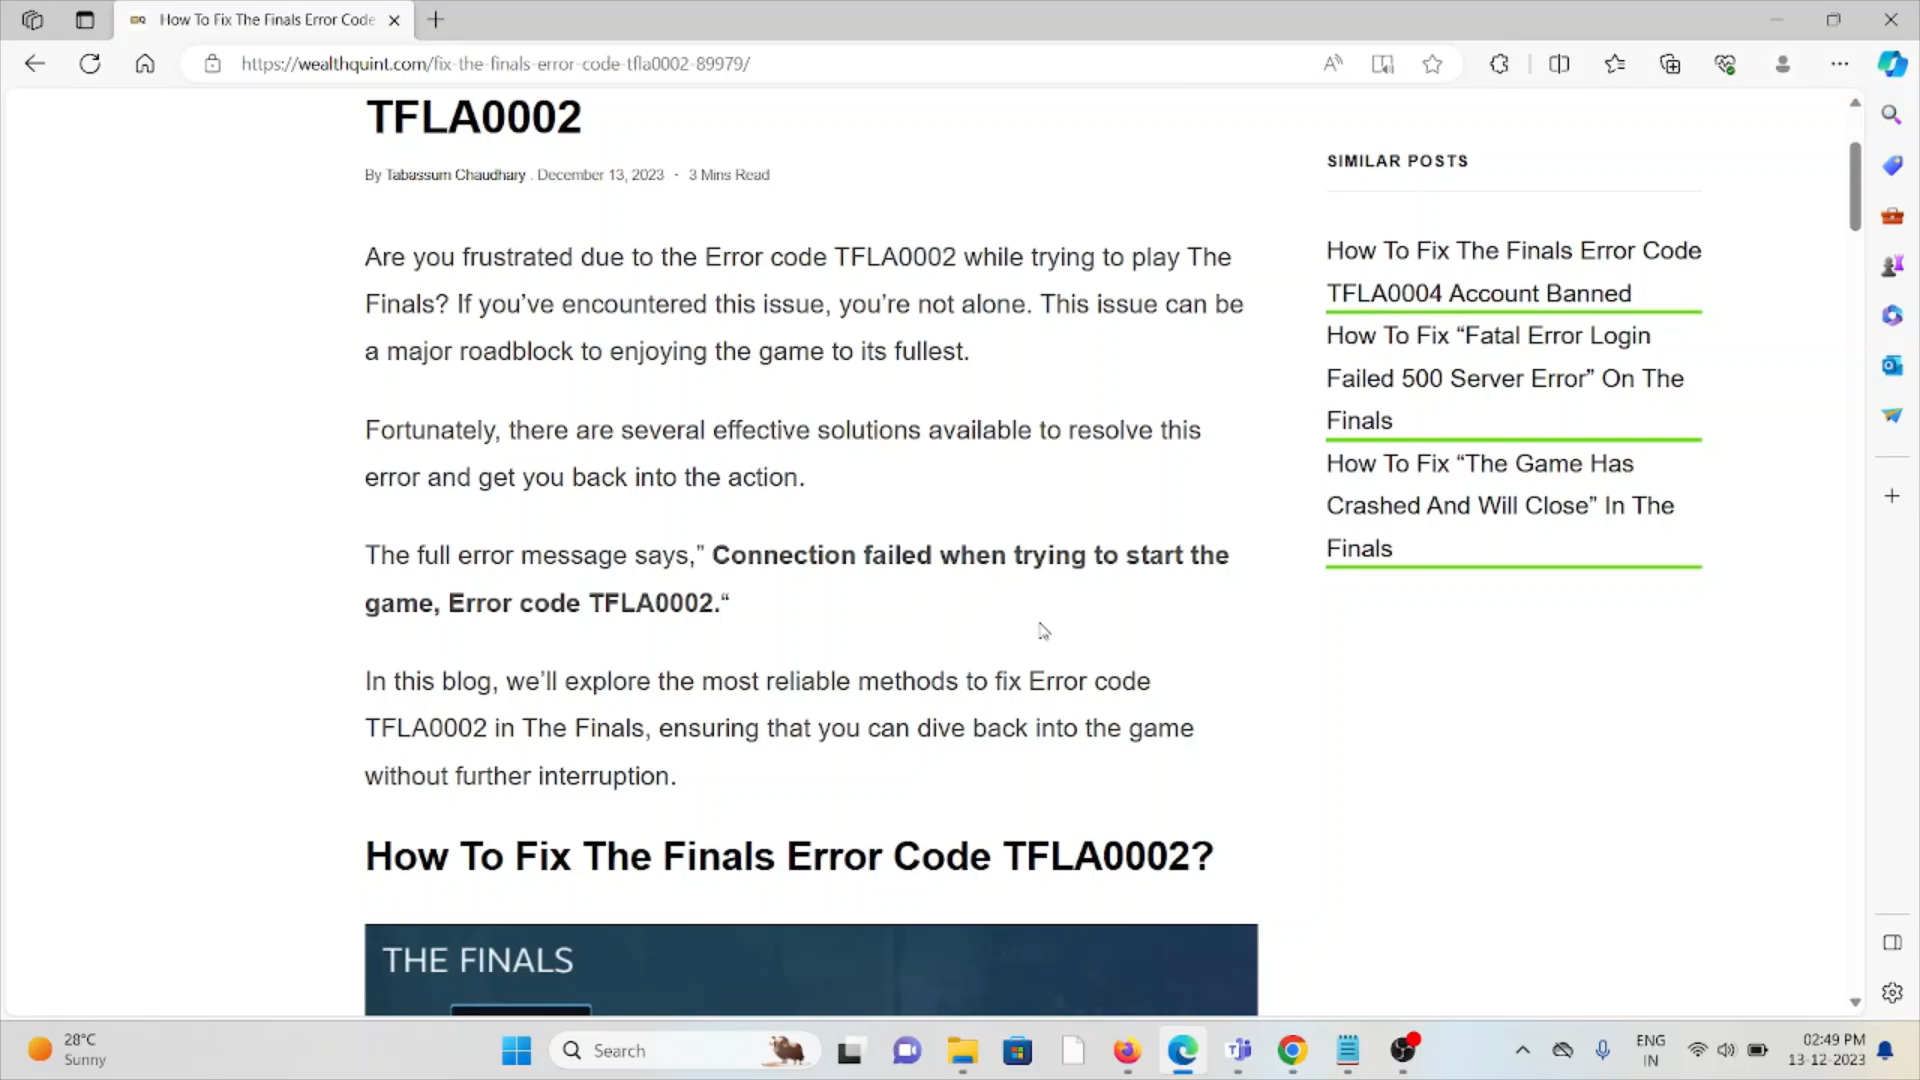 How To Fix The Finals Error Code
https://wealthquint.com/fix-the-finals-error-code-tfla0002-89979/
TFLA0002
By Tabassum Chaudhary . December 13, 2023 - 3 Mins Read
Are you frustrated due to the Error code TFLA0002 while trying to play The
Finals? If you’ve encountered this issue, you’re not alone. This issue can be
a major roadblock to enjoying the game to its fullest.
Fortunately, there are several effective solutions available to resolve this
error and get you back into the action.
The full error message says,” Connection failed when trying to start the
game, Error code TFLA0002.“
In this blog, we’ll explore the most reliable methods to fix Error code
TFLA0002 in The Finals, ensuring that you can dive back into the game
without further interruption.
How To Fix The Finals Error Code TFLA0002?
THE FINALS
SIMILAR POSTS
How To Fix The Finals Error Code
TFLA0004 Account Banned
How To Fix “Fatal Error Login
Failed 500 Server Error” On The
Finals
How To Fix “The Game Has
Crashed And Will Close” In The
Finals
28°C
Sunny
Search
ENG
IN
02:49 PM
13-12-2023